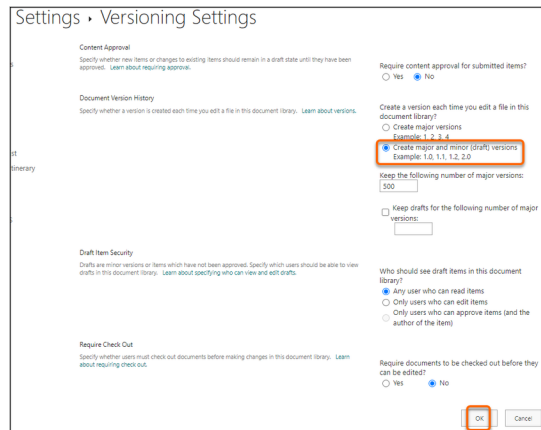 Settings › Versioning Settings
Content Approval
Specify whether new items or changes to existing items should remain in a draft state until they have been
approved. Learn about requiring approval.
Require content approval for submitted items?
Yes No
Document Version History
Specify whether a version is created each time you edit a file in this document library. Learn about versions.
Create a version each time you edit a file in this
document library?
Create major versions
Example: 1, 2, 3, 4
Create major and minor (draft) versions
Example: 1.0, 1.1, 1.2, 2.0
st
tinerary
Keep the following number of major versions:
500
Keep drafts for the following number of major
versions:
Draft Item Security
Drafts are minor versions or items which have not been approved. Specify which users should be able to view
drafts in this document library. Learn about specifying who can view and edit drafts.
Who should see draft items in this document
library?
Any user who can read items
Only users who can edit items
Only users who can approve items (and the
author of the item)
Require Check Out
Specify whether users must check out documents before making changes in this document library. Learn
about requiring check out.
Require documents to be checked out before they
can be edited?
Yes No
OK Cancel